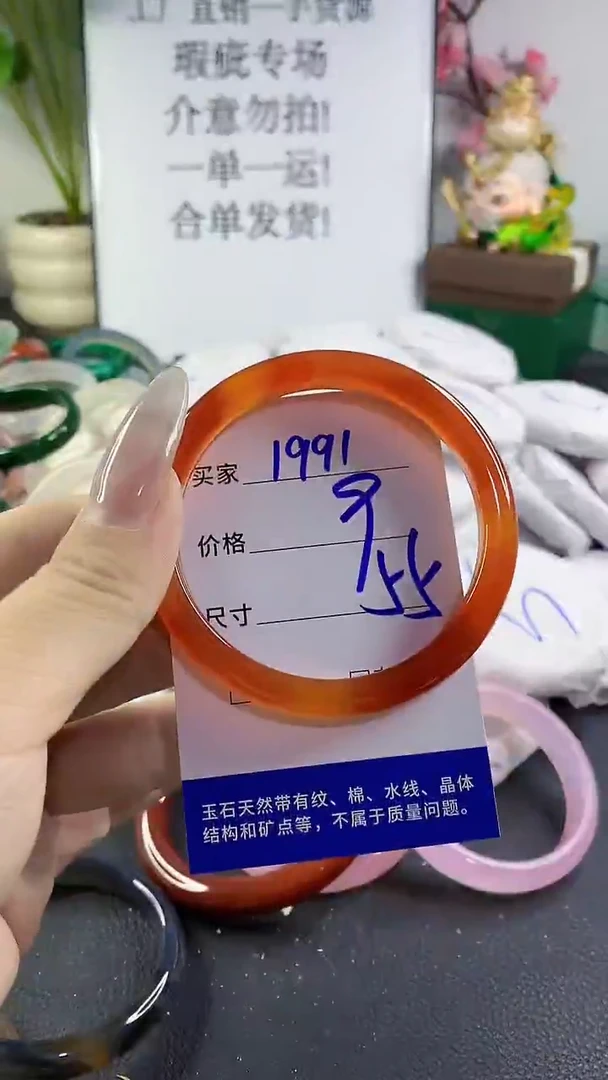 直销一手货源
瑕疵专场
介意勿拍!
一单一运!
合单发货!
买家 1991
价格
尺寸 55
玉石天然带有纹、棉、水线、晶体
结构和矿点等，不属于质量问题。